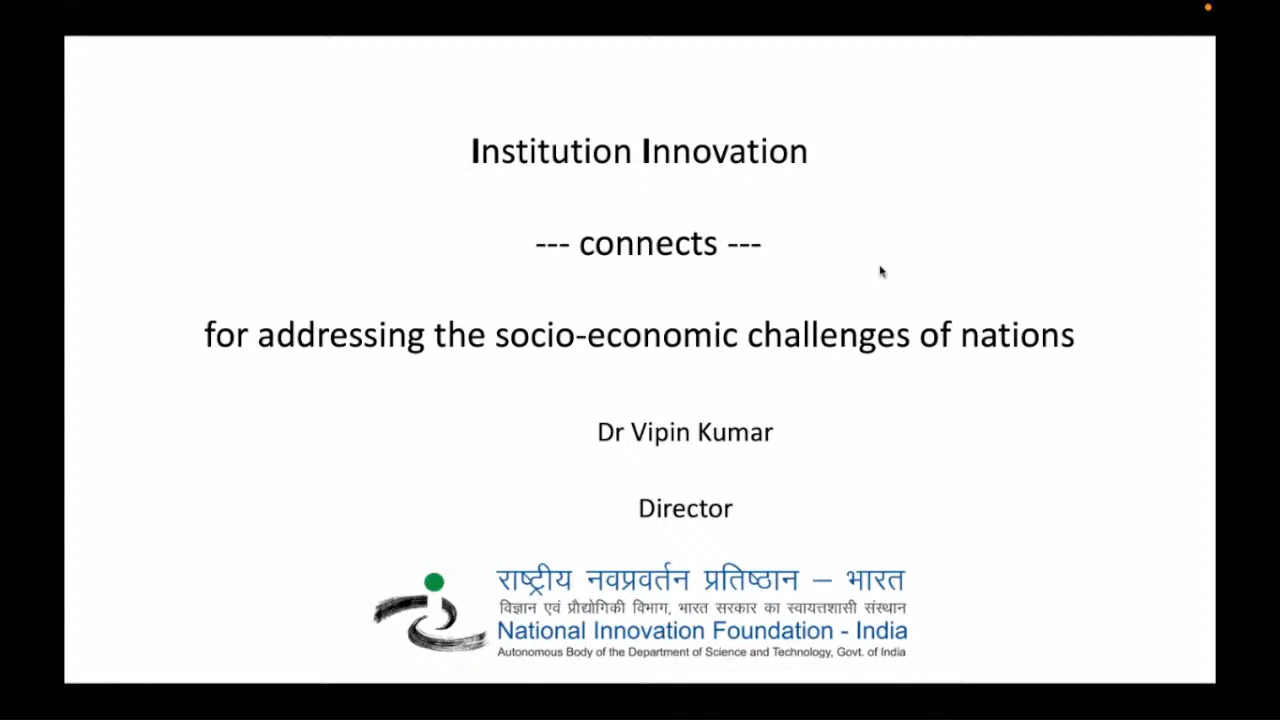 Institution Innovation
--- connects ---
for addressing the socio-economic challenges of nations
Dr Vipin Kumar
Director
राष्ट्रीय नवप्रवर्तन प्रतिष्ठान – भारत
विज्ञान एवं प्रौद्योगिकी विभाग, भारत सरकार का स्वायत्तशासी संस्थान
National Innovation Foundation - India
Autonomous Body of the Department of Science and Technology, Govt. of India